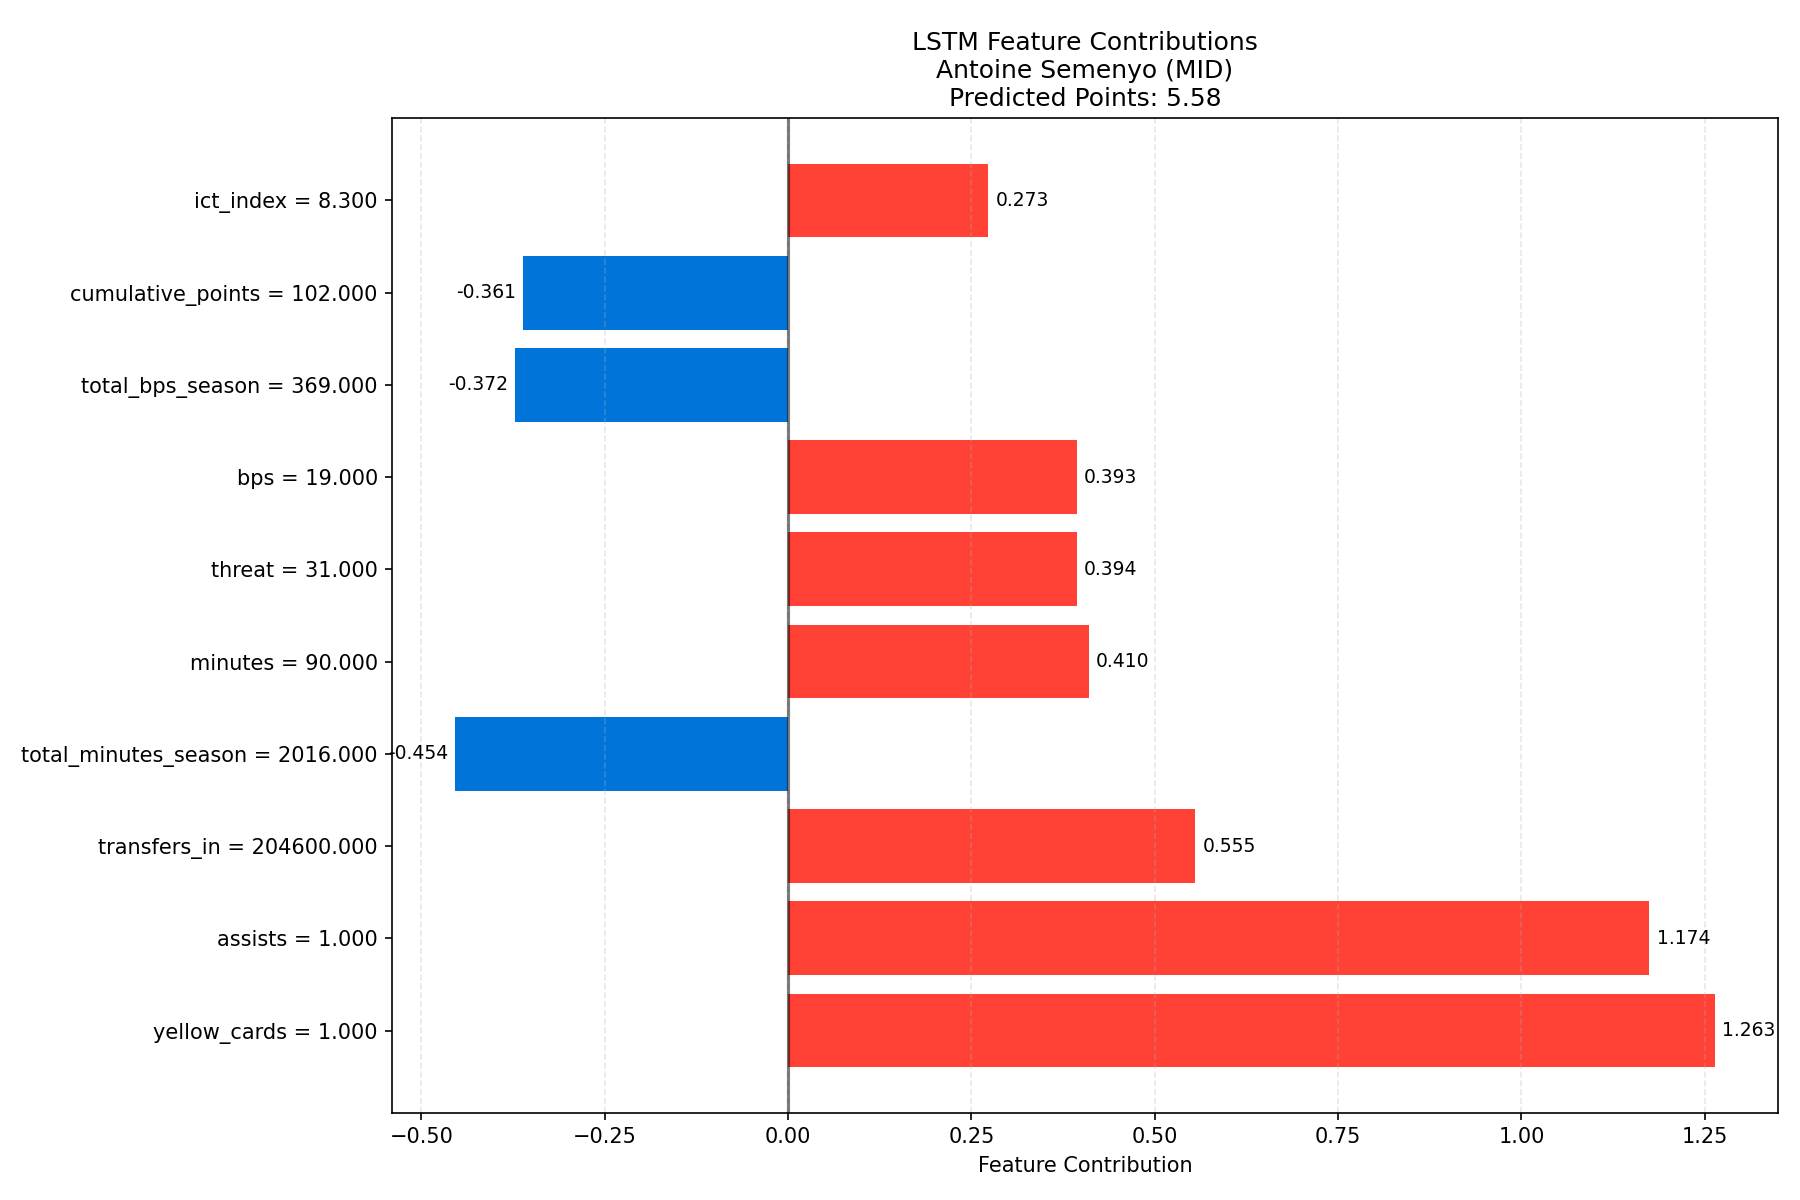 LSTM Feature Contributions
Antoine Semenyo (MID)
Predicted Points: 5.58
ict_index = 8.300
0.273
cumulative_points = 102.000
-0.361
total_bps_season = 369.000
-0.372
bps = 19.000
0.393
threat = 31.000
0.394
minutes = 90.000
0.410
total_minutes_season = 2016.000
-0.454
transfers_in = 204600.000
0.555
assists = 1.000
1.174
yellow_cards = 1.000
1.263
−0.50 −0.25 0.00 0.25 0.50 0.75 1.00 1.25
Feature Contribution